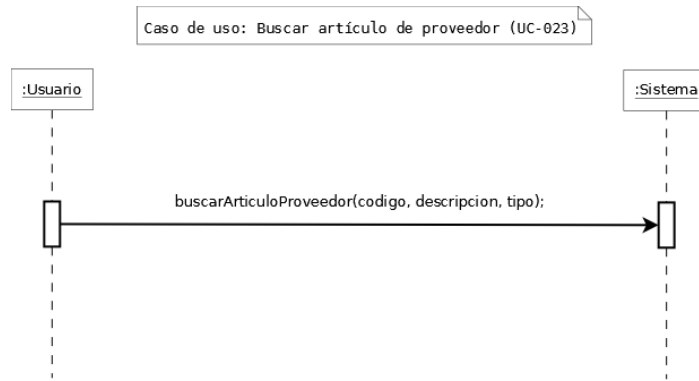 Caso de uso: Buscar artículo de proveedor (UC-023)
:Usuario
:Sistema
buscarArticuloProveedor(codigo, descripcion, tipo);